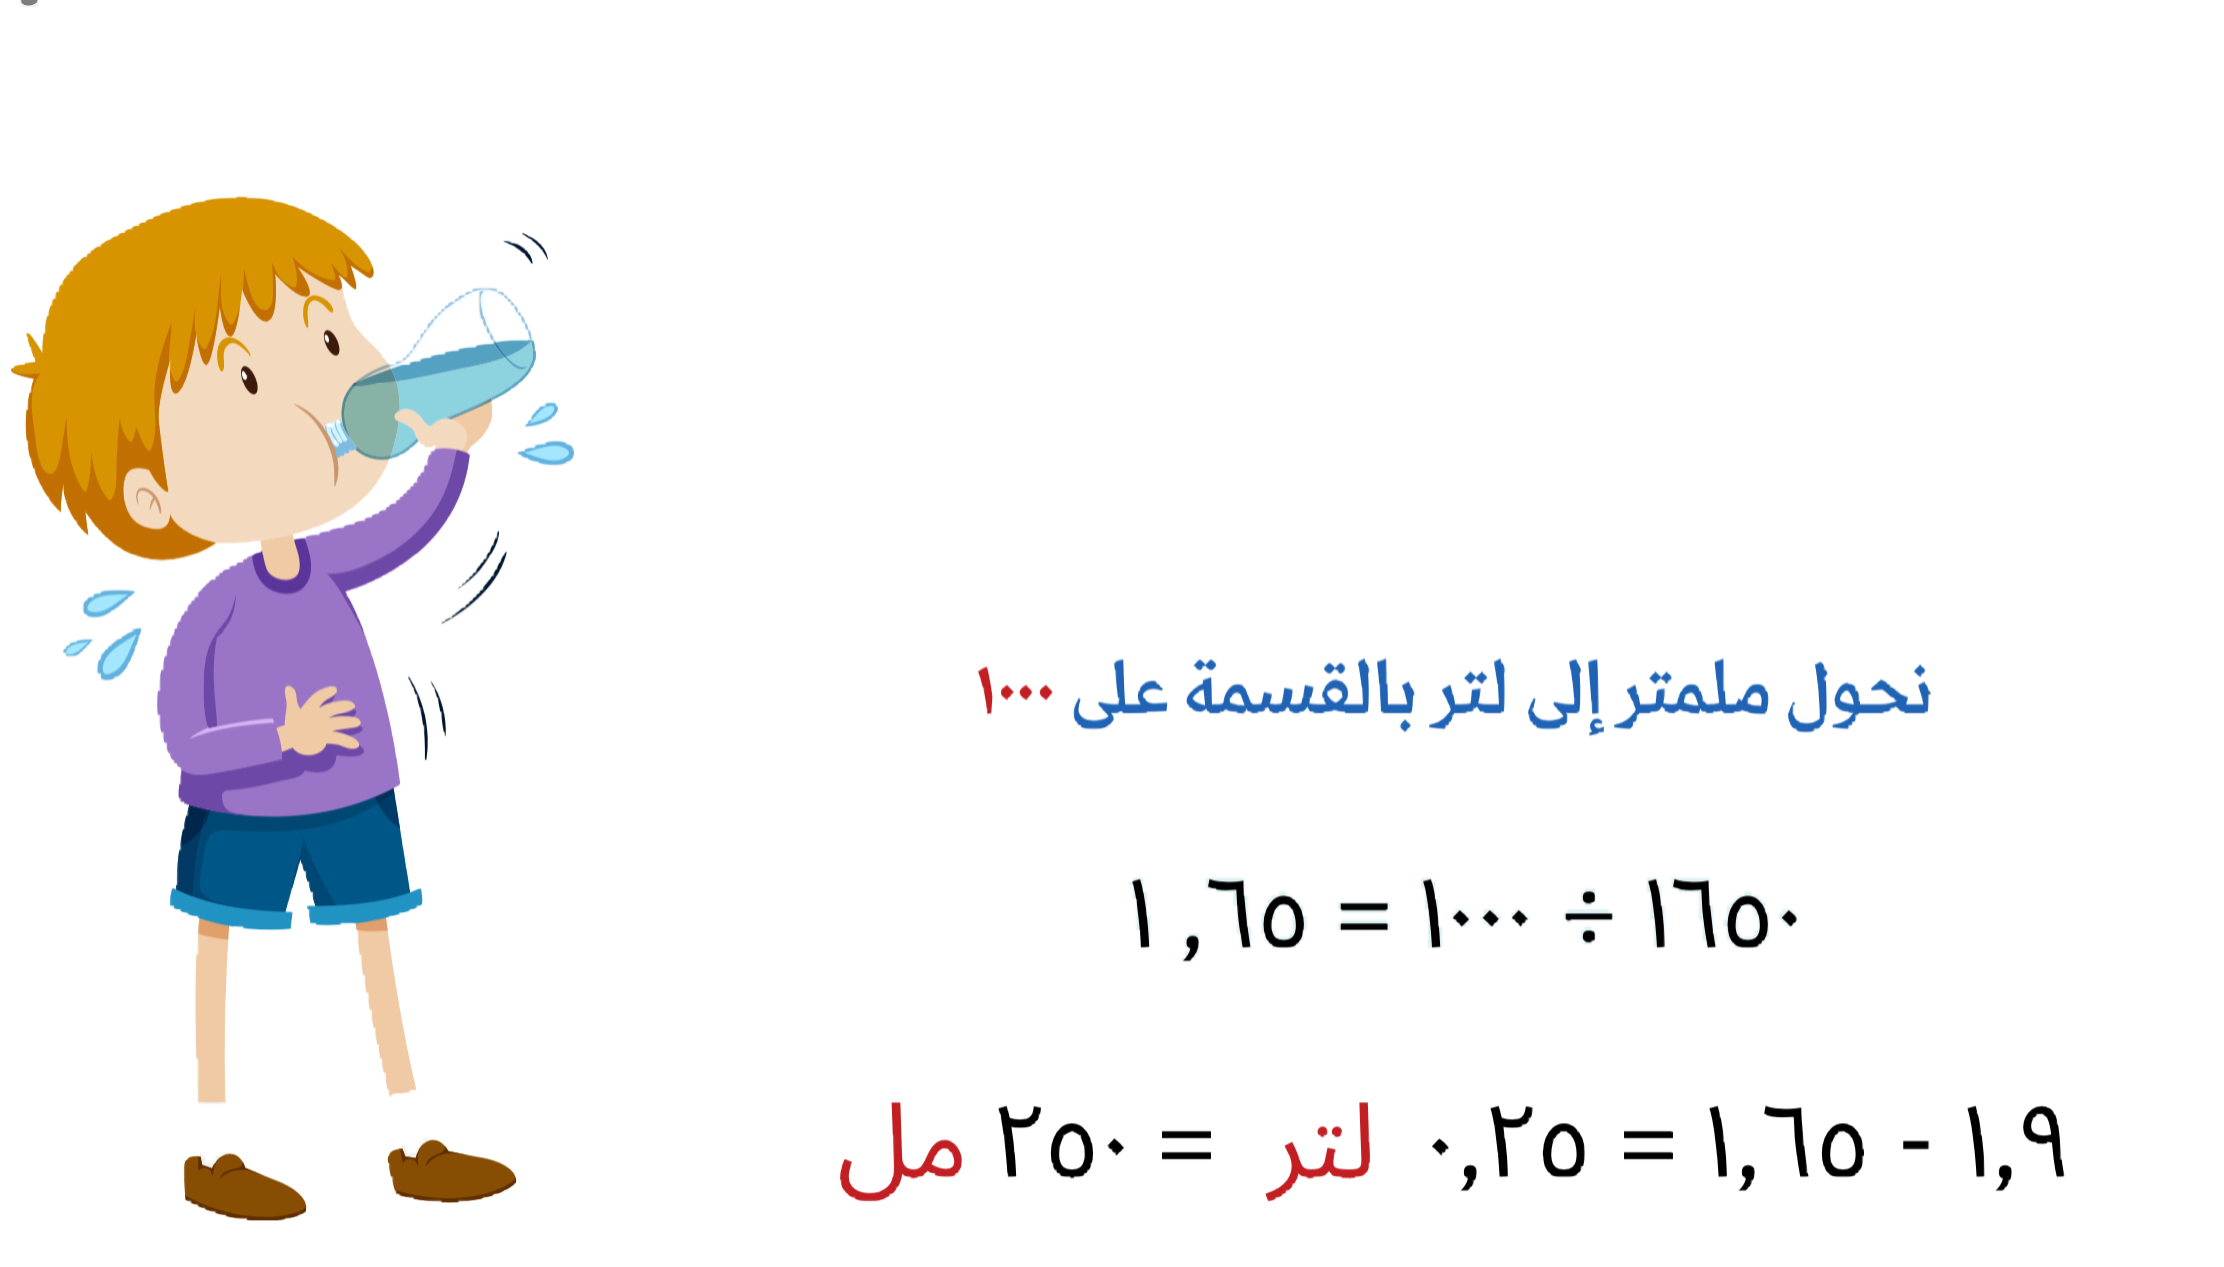 نحول ململتر إلى لتر بالقسمة على ١٠٠٠
١٦٥٠ ÷ ١٠٠٠ = ١,٦٥
١,٩ - ١,٦٥ = ٠,٢٥ لتر = ٢٥٠ مل